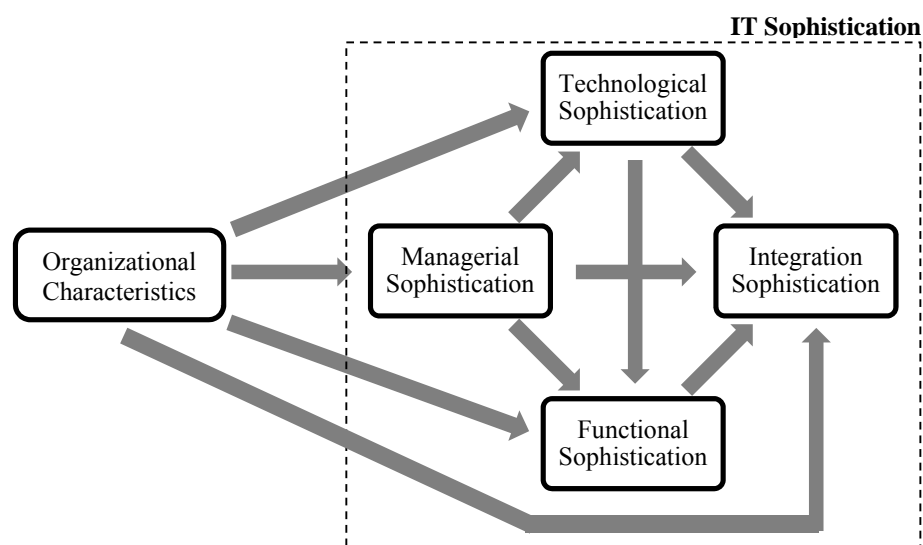 IT Sophistication
Technological
Sophistication
Organizational
Characteristics
Managerial
Sophistication
Integration
Sophistication
Functional
Sophistication